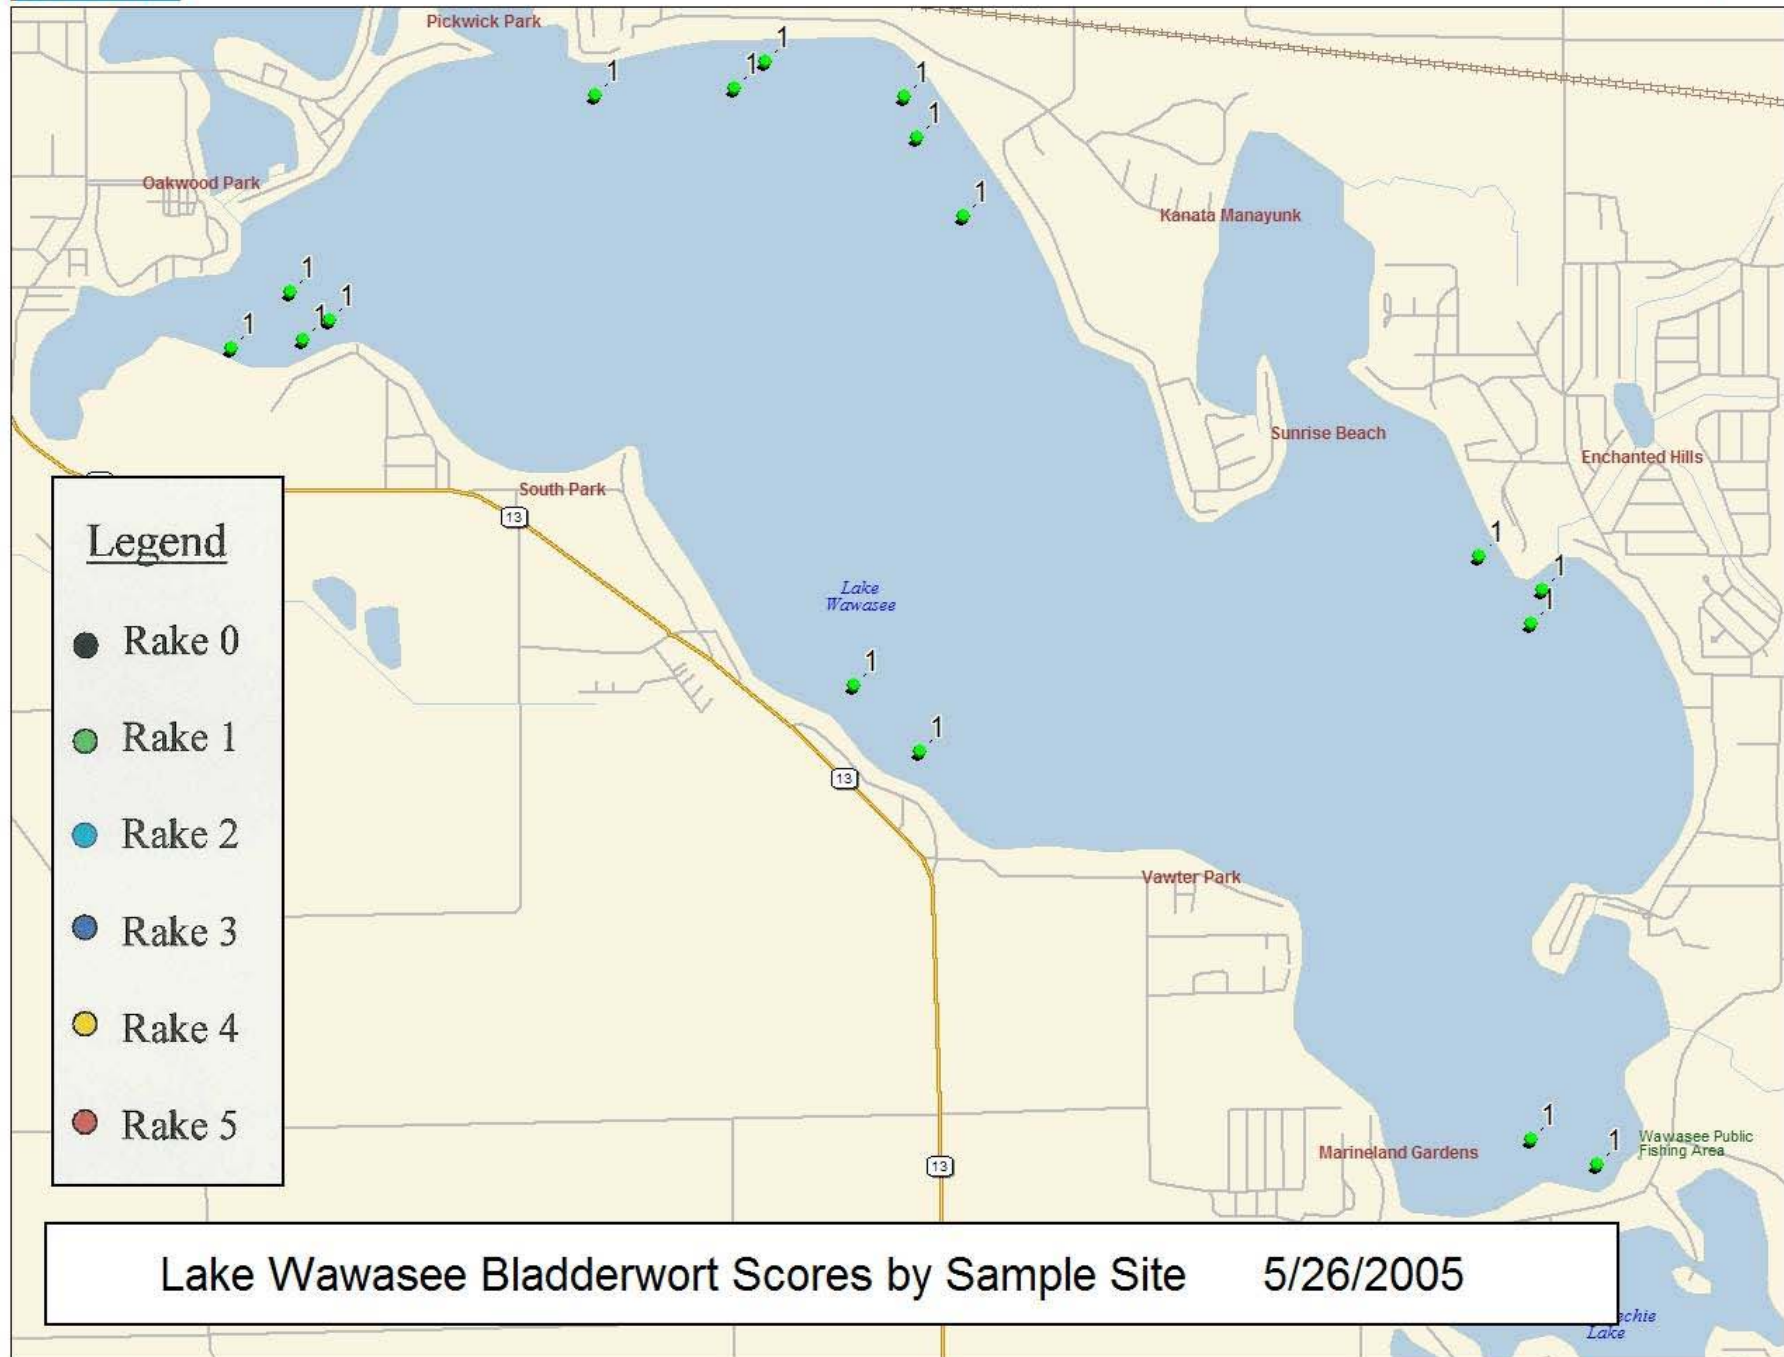 Pickwick Park
1
1
1
1
1
1
Oakwood Park
Kanata Manayunk
1
1
1
1
Sunrise Beach
Enchanted Hills
South Park
13
1
1
1
Lake
Wawasee
1
1
13
Vawter Park
1
1
Marineland Gardens
Wawasee Public
Fishing Area
13
Legend
Rake 0
Rake 1
Rake 2
Rake 3
Rake 4
Rake 5
Lake Wawasee Bladderwort Scores by Sample Site 5/26/2005
echie
Lake